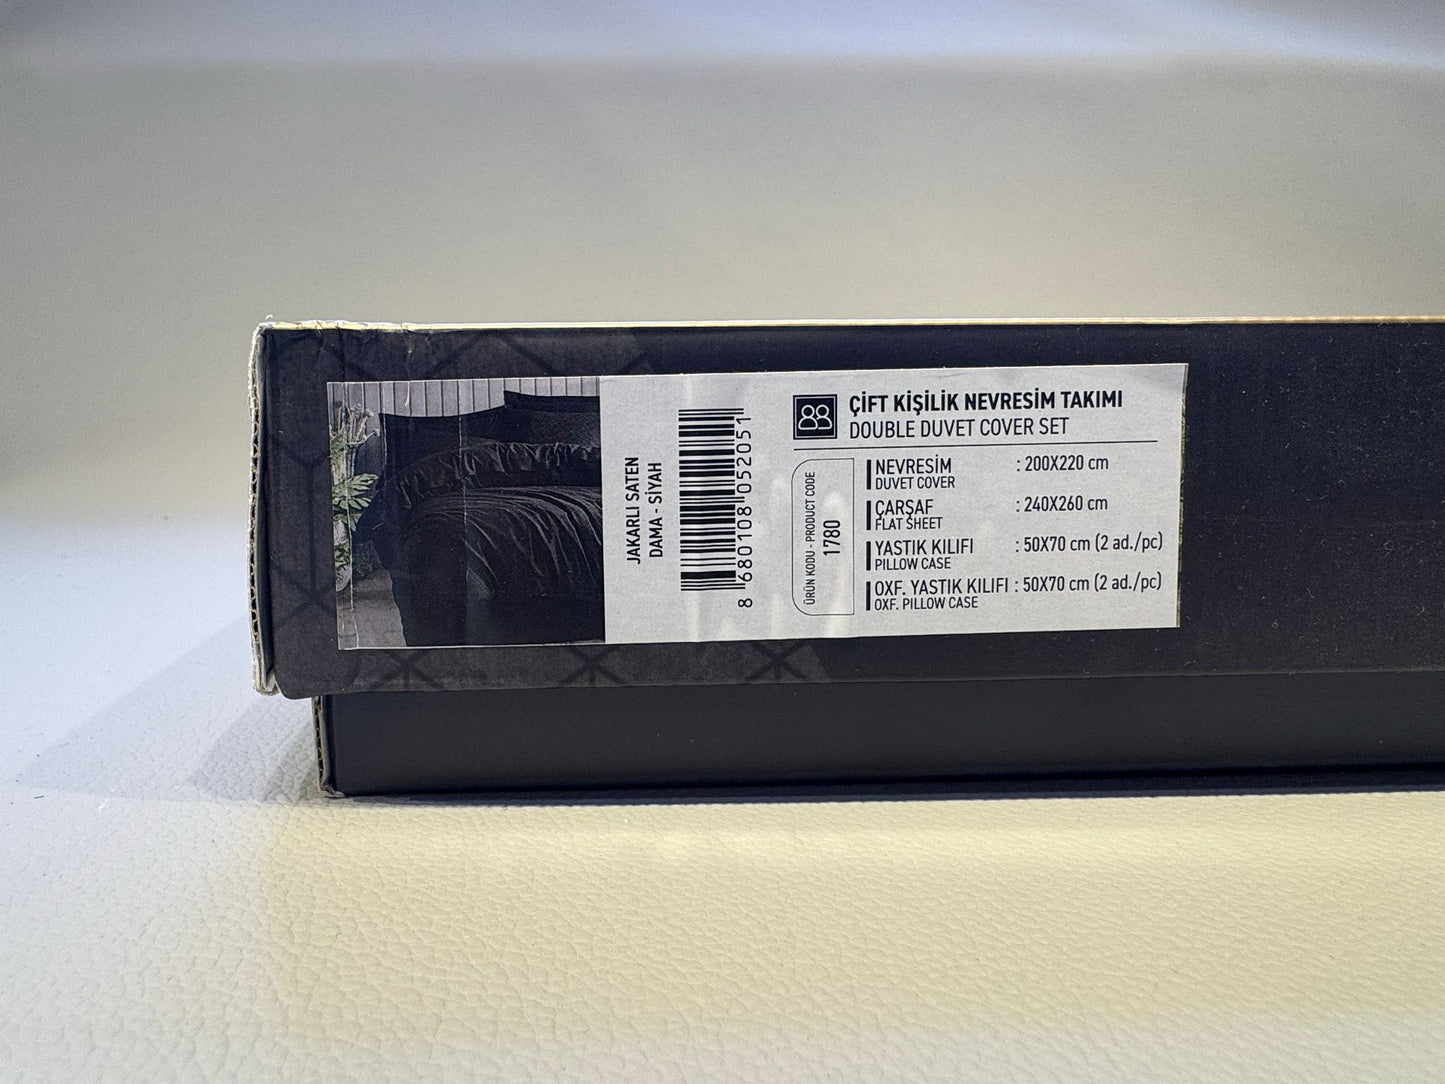 JAKARLI SATEN
DAMA - SİYAH
8 680108 052051
ÇİFT KİŞİLİK NEVRESİM TAKIMI
DOUBLE DUVET COVER SET
ÜRÜN KODU - PRODUCT CODE
1780
NEVRESİM : 200X220 cm
DUVET COVER
ÇARŞAF : 240X260 cm
FLAT SHEET
YASTIK KILIFI : 50X70 cm (2 ad./pc)
PILLOW CASE
OXF. YASTIK KILIFI : 50X70 cm (2 ad./pc)
OXF. PILLOW CASE